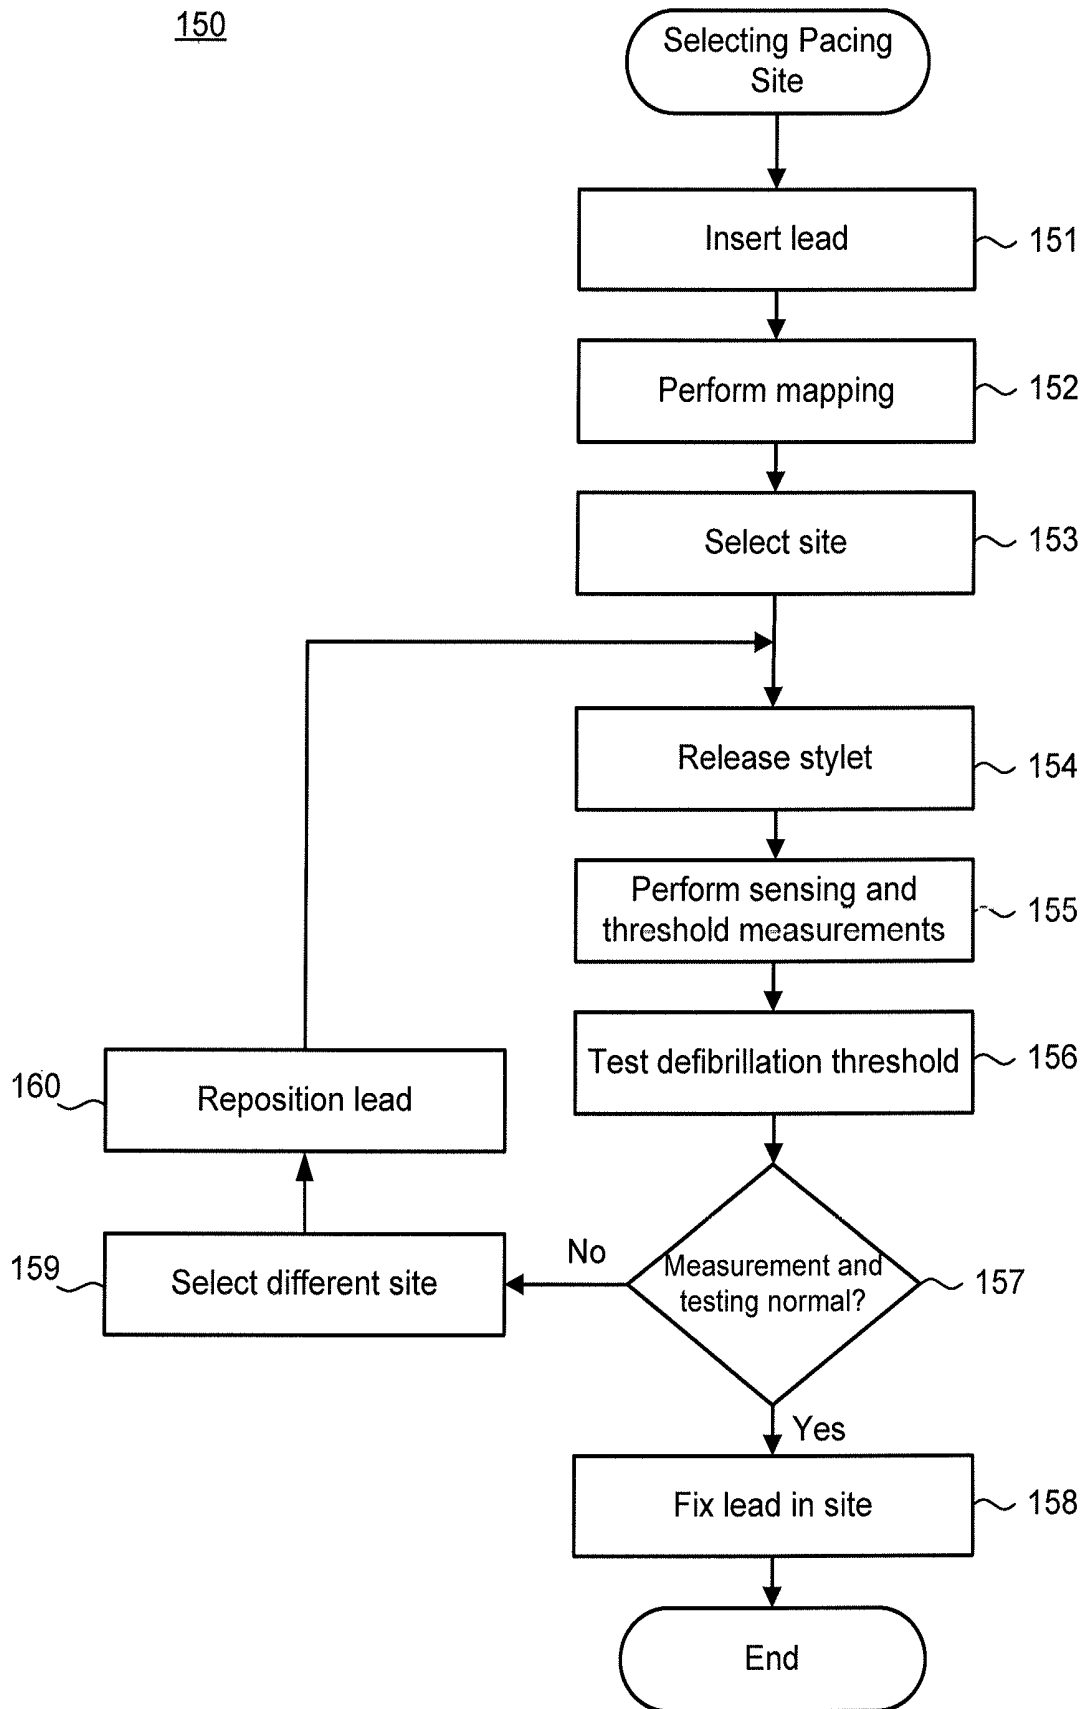 150
Selecting Pacing
Site
Insert lead
151
Perform mapping
152
Select site
153
Release stylet
154
Perform sensing and
threshold measurements
155
Test defibrillation threshold
156
160
Reposition lead
159
Select different site
No
Measurement and
testing normal?
157
Yes
Fix lead in site
158
End